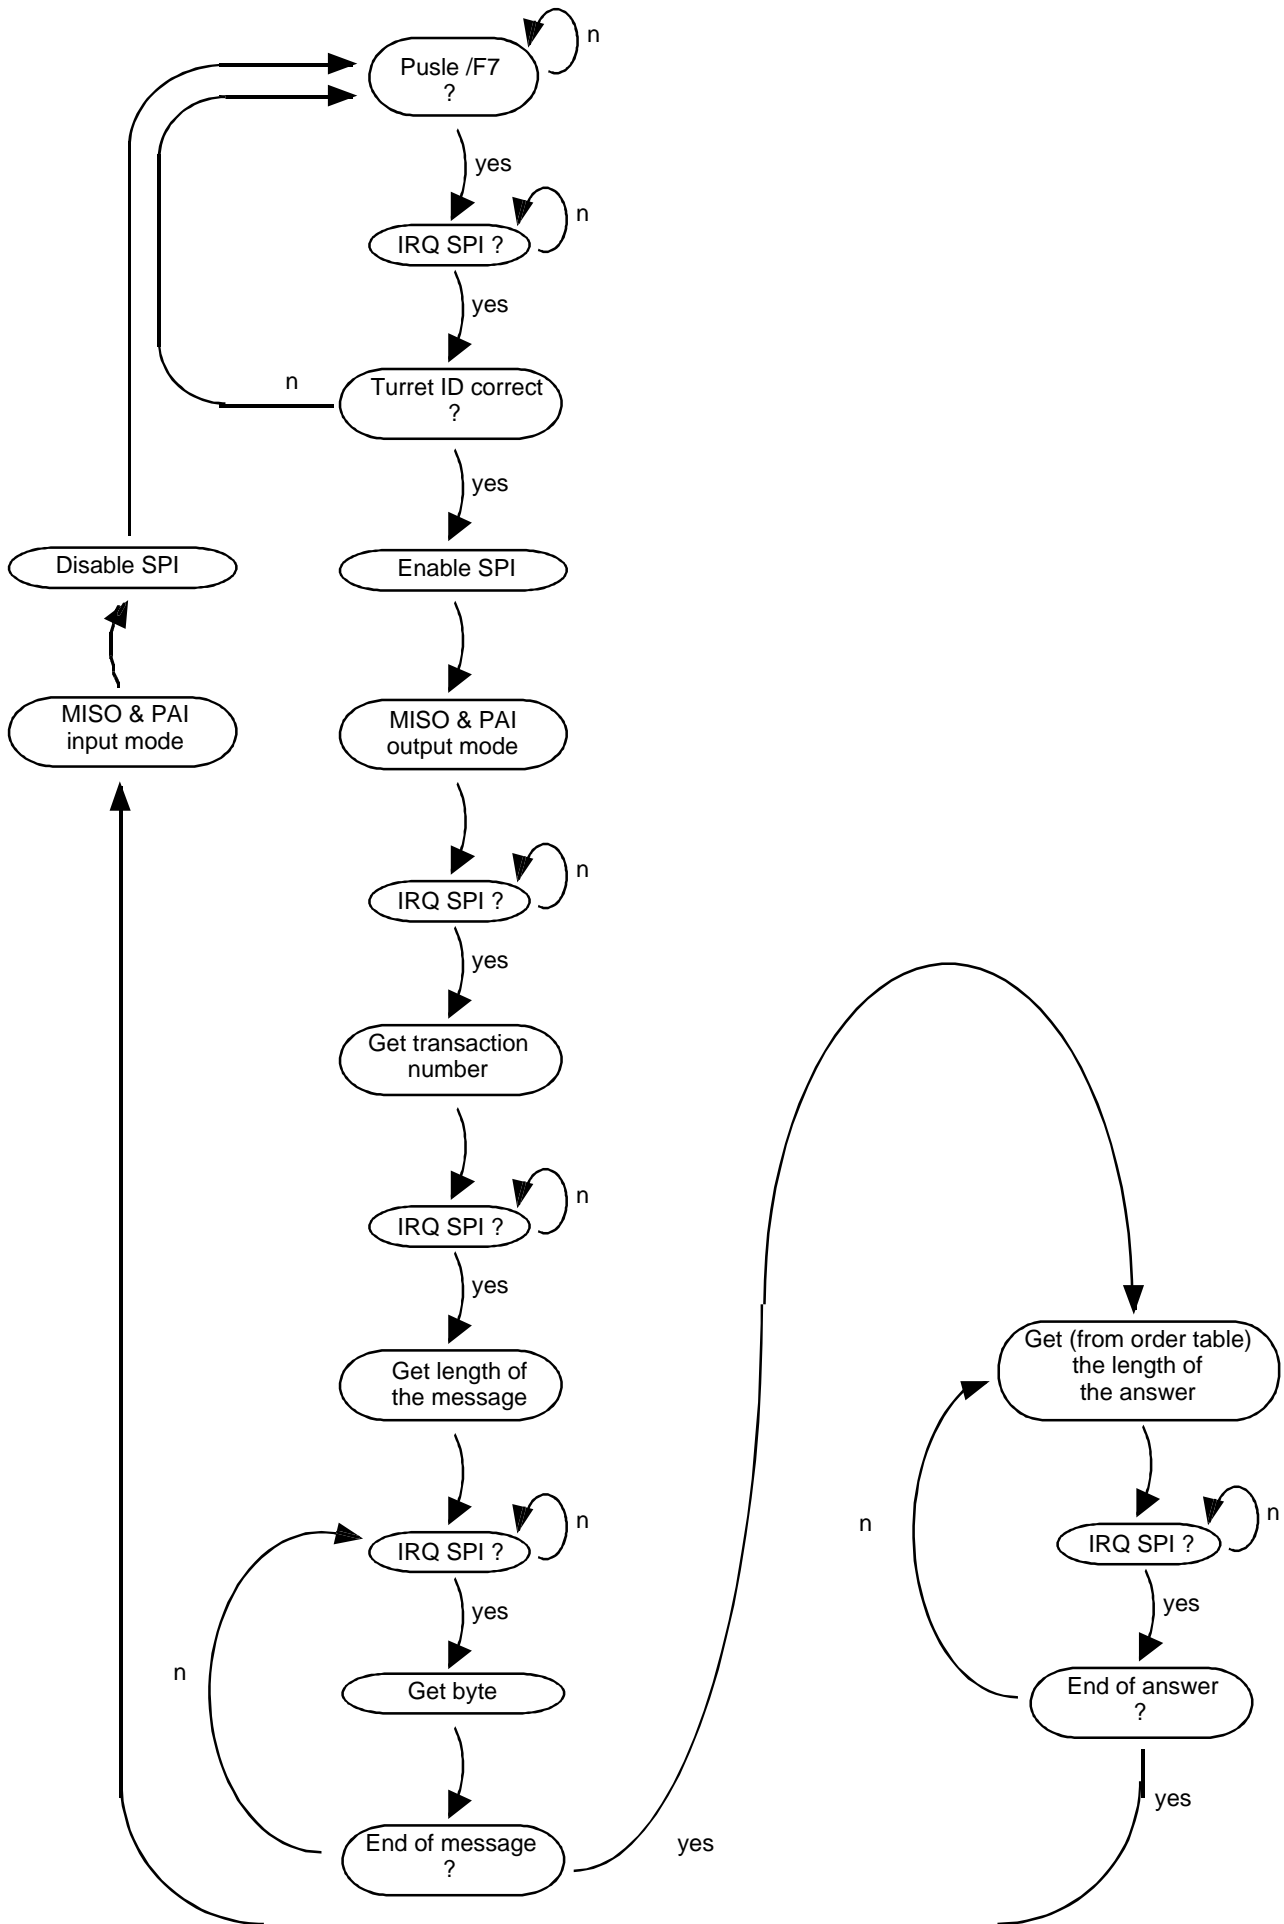 Pusle /F7
?
n
yes
IRQ SPI ?
n
yes
Turret ID correct
?
n
yes
Disable SPI
Enable SPI
MISO & PAI
input mode
MISO & PAI
output mode
IRQ SPI ?
n
yes
Get transaction
number
IRQ SPI ?
n
yes
Get length of
the message
IRQ SPI ?
n
yes
n
Get byte
End of message
?
yes
Get (from order table)
the length of
the answer
n
IRQ SPI ?
n
yes
End of answer
?
yes